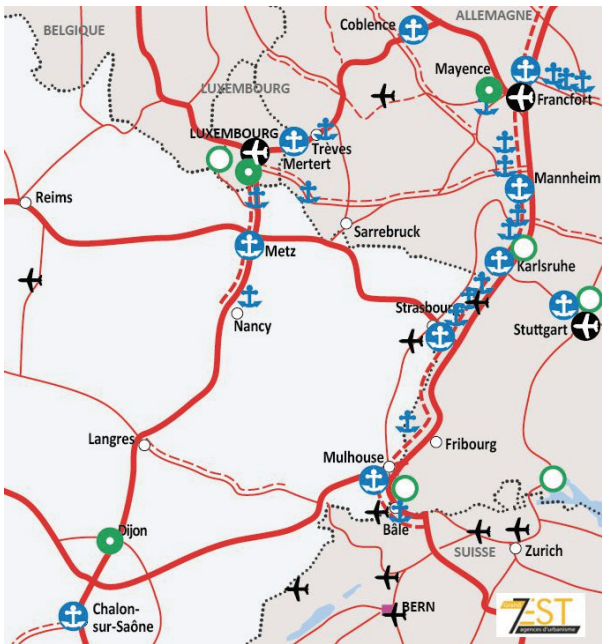 ALLEMAGNE
BELGIQUE
Coblence
Mayence
LUXEMBOURG
Francfort
LUXEMBOURG
Trèves
Mertert
Mannheim
Reims
Sarrebruck
Metz
Karlsruhe
Nancy
Strasbour
Stuttgart
Langres
Fribourg
Mulhouse
Dijon
Bâle
SUISSE
Zurich
BERN
Chalon-
sur-Saône
7EST
agences d'urbanisme